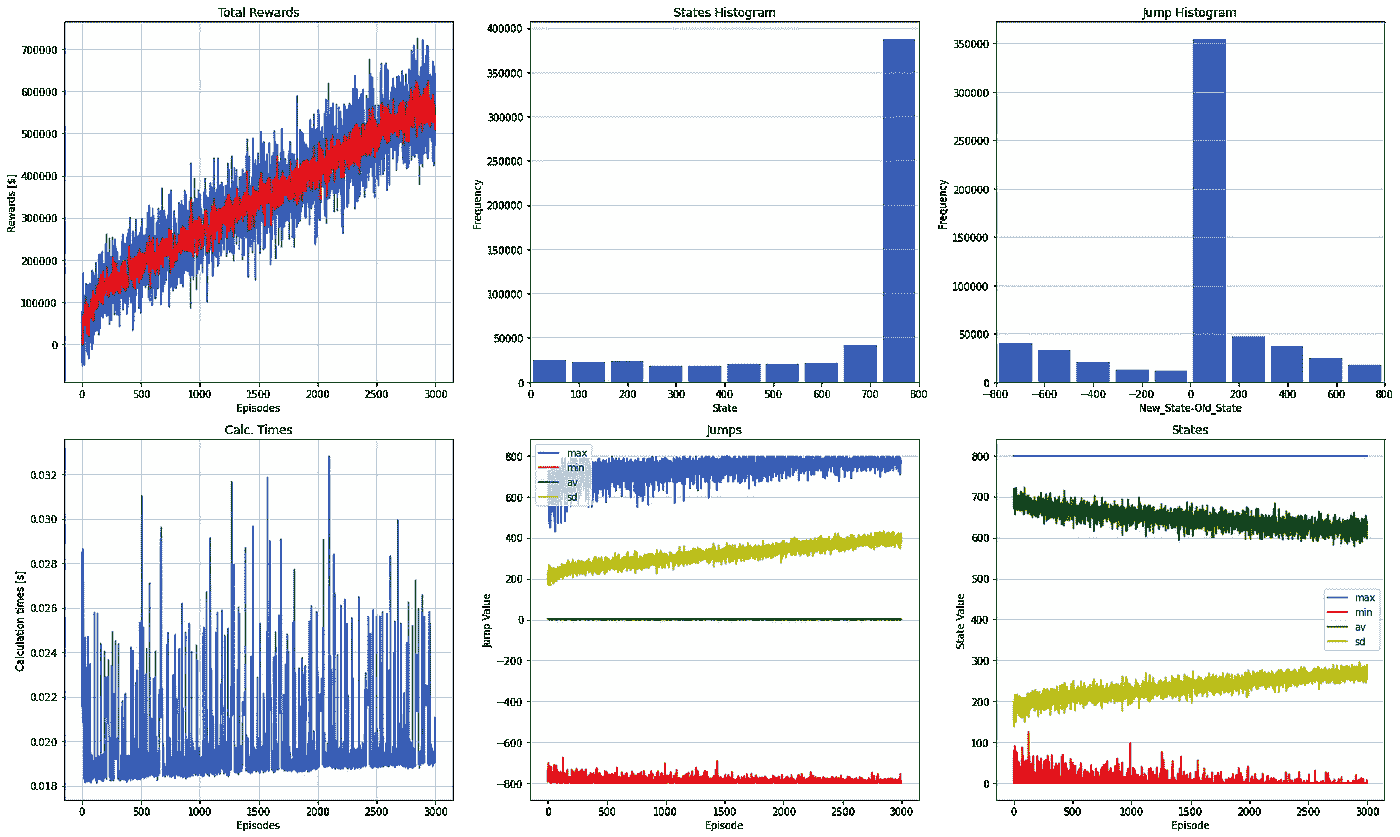 Total Rewards
Rewards [$]
700000
600000
500000
400000
300000
200000
100000
0
0 500 1000 1500 2000 2500 3000
Episodes
States Histogram
Frequency
400000
350000
300000
250000
200000
150000
100000
50000
0
0 100 200 300 400 500 600 700 800
State
Jump Histogram
Frequency
350000
300000
250000
200000
150000
100000
50000
0
−800 −600 −400 −200 0 200 400 600 800
New_State-Old_State
Calc. Times
Calculation times [s]
0.032
0.030
0.028
0.026
0.024
0.022
0.020
0.018
0 500 1000 1500 2000 2500 3000
Episodes
Jumps
max
min
av
sd
Jump Value
800
600
400
200
0
−200
−400
−600
−800
0 500 1000 1500 2000 2500 3000
Episode
States
State Value
800
700
600
500
400
300
200
100
0
max
min
av
sd
0 500 1000 1500 2000 2500 3000
Episode